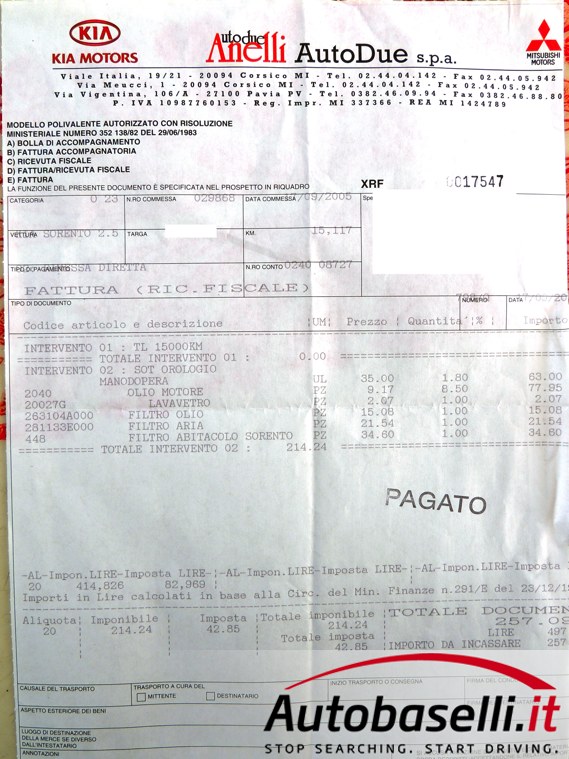 KIA KIA MOTORS
Autodue Anelli AutoDue s.p.a.
MITSUBISHI MOTORS
Viale Italia, 19/21 - 20094 Corsico MI - Tel. 02.44.04.142 - Fax 02.44.05.942
Via Meucci, 1 - 20094 Corsico MI - Tel. 02.44.04.142 - Fax 02.44.05.942
Via Vigentina, 106/A - 27100 Pavia PV - Tel. 0382.46.09.94 - Fax 0382.46.88.80
P. IVA 10987760153 - Reg. Impr. MI 337366 - REA MI 1424789
MODELLO POLIVALENTE AUTORIZZATO CON RISOLUZIONE
MINISTERIALE NUMERO 352 138/82 DEL 29/06/1983
A) BOLLA DI ACCOMPAGNAMENTO
B) FATTURA ACCOMPAGNATORIA
C) RICEVUTA FISCALE
D) FATTURA/RICEVUTA FISCALE
E) FATTURA
LA FUNZIONE DEL PRESENTE DOCUMENTO È SPECIFICATA NEL PROSPETTO IN RIQUADRO
XRF 0017547
CATEGORIA 0.23 N.RO COMMESSA 029868 DATA COMMESSA /09/2005 Spe
VETTURA SORENTO 2.5 TARGA KM. 15,117
TIPO DI PAGAMENTO SSA DIRETTA N.RO CONTO 0240 08727
FATTURA (RIC.FISCALE)
TIPO DI DOCUMENTO NUMERO DATA
Codice articolo e descrizione |UM| Prezzo | Quantita'|%| Importo
INTERVENTO 01 : TL 15000KM
=========== TOTALE INTERVENTO 01 : 0.00 ====
INTERVENTO 02 : SOT OROLOGIO
MANODOPERA UL 35.00 1.80 63.00
2040 OLIO MOTORE PZ 9.17 8.50 77.95
20027G LAVAVETRO PZ 2.07 1.00 2.07
263104A000 FILTRO OLIO PZ 15.08 1.00 15.08
281133E000 FILTRO ARIA PZ 21.54 1.00 21.54
448 FILTRO ABITACOLO SORENTO PZ 34.60 1.00 34.60
=========== TOTALE INTERVENTO 02 : 214.24 ====
PAGATO
-AL-Impon.LIRE-Imposta LIRE-¦-AL-Impon.LIRE-Imposta LIRE-¦-AL-Impon.LIRE-Imposta
20 414,826 82,969
Importi in Lire calcolati in base alla Circ. del Min. Finanze n.291/E del 23/12/1
Aliquota Imponibile Imposta Totale imponibile TOTALE DOCUMEN
20 214.24 42.85 214.24 257.09
LIRE 497
Totale imposta
42.85 IMPORTO DA INCASSARE 257
CAUSALE DEL TRASPORTO TRASPORTO A CURA DEL INIZIO TRASPORTO O CONSEGNA
MITTENTE DESTINATARIO
ASPETTO ESTERIORE DEI BENI
LUOGO DI DESTINAZIONE
DELLA MERCE SE DIVERSO
DALL'INTESTATARIO
ANNOTAZIONI
Autobaselli.it
STOP SEARCHING. START DRIVING.